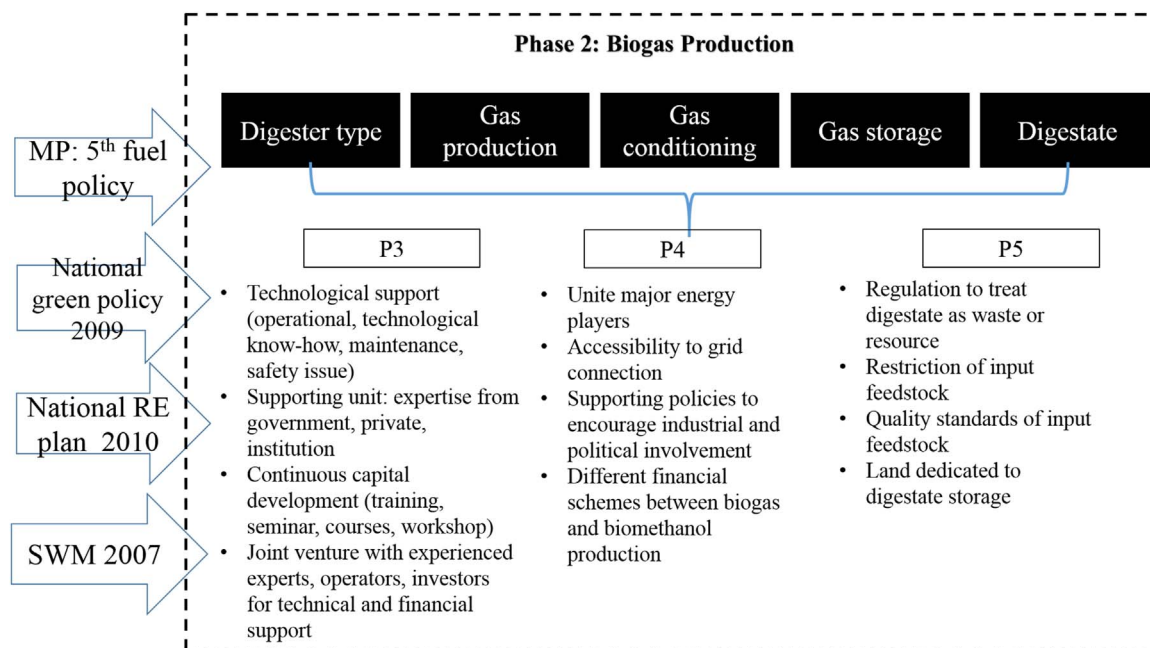 Phase 2: Biogas Production
Digester type
Gas
production
Gas
conditioning
Gas storage
Digestate
MP: 5th fuel
policy
National
green policy
2009
National RE
plan 2010
SWM 2007
P3
• Technological support
(operational, technological
know-how, maintenance,
safety issue)
• Supporting unit: expertise from
government, private,
institution
• Continuous capital
development (training,
seminar, courses, workshop)
• Joint venture with experienced
experts, operators, investors
for technical and financial
support
P4
• Unite major energy
players
• Accessibility to grid
connection
• Supporting policies to
encourage industrial and
political involvement
• Different financial
schemes between biogas
and biomethanol
production
P5
• Regulation to treat
digestate as waste or
resource
• Restriction of input
feedstock
• Quality standards of input
feedstock
• Land dedicated to
digestate storage